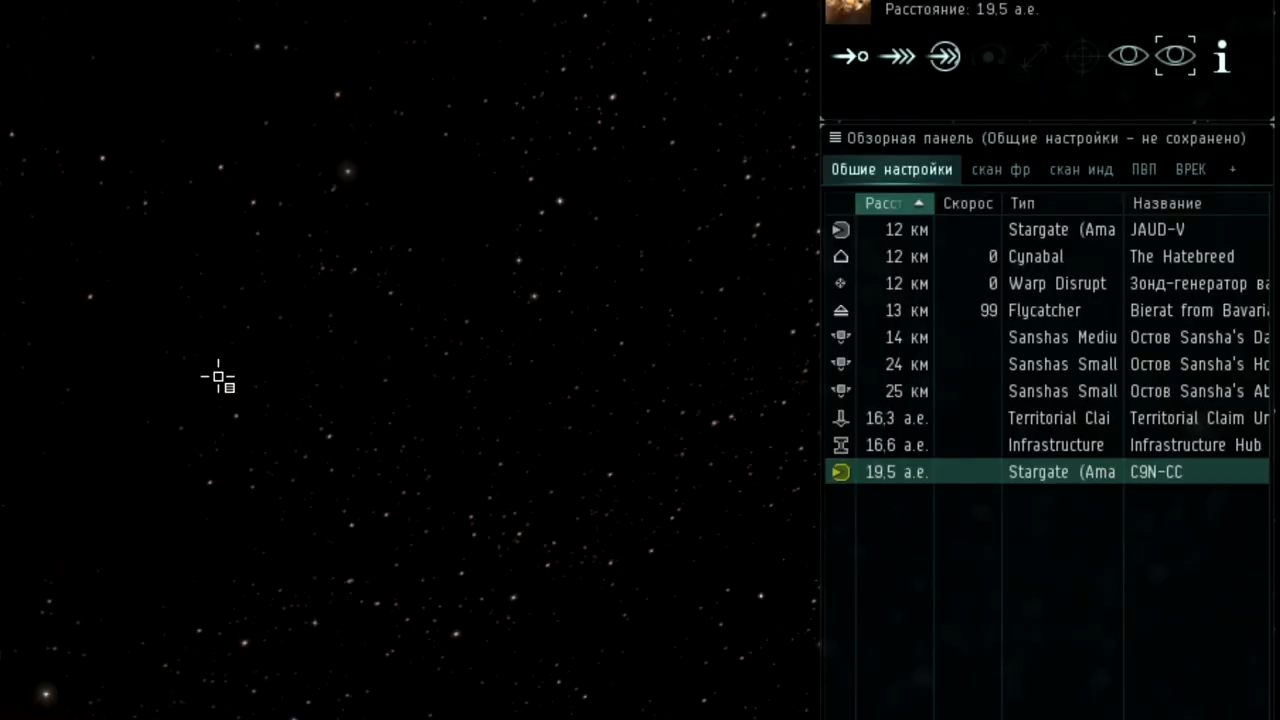 Расстояние: 19,5 а.е.
Обзорная панель (Общие настройки – не сохранено)
Общие настройки скан фр скан инд ПВП ВРЕК +
Расст Скорос Тип Название
12 км Stargate (Ama JAUD-V
12 км 0 Cynabal The Hatebreed
12 км 0 Warp Disrupt Зонд-генератор ва
13 км 99 Flycatcher Bierat from Bavaria
14 км Sanshas Mediu Остов Sansha's Da
24 км Sanshas Small Остов Sansha's Ho
25 км Sanshas Small Остов Sansha's Ab
16,3 а.е. Territorial Clai Territorial Claim Un
16,6 а.е. Infrastructure Infrastructure Hub
19,5 а.е. Stargate (Ama C9N-CC